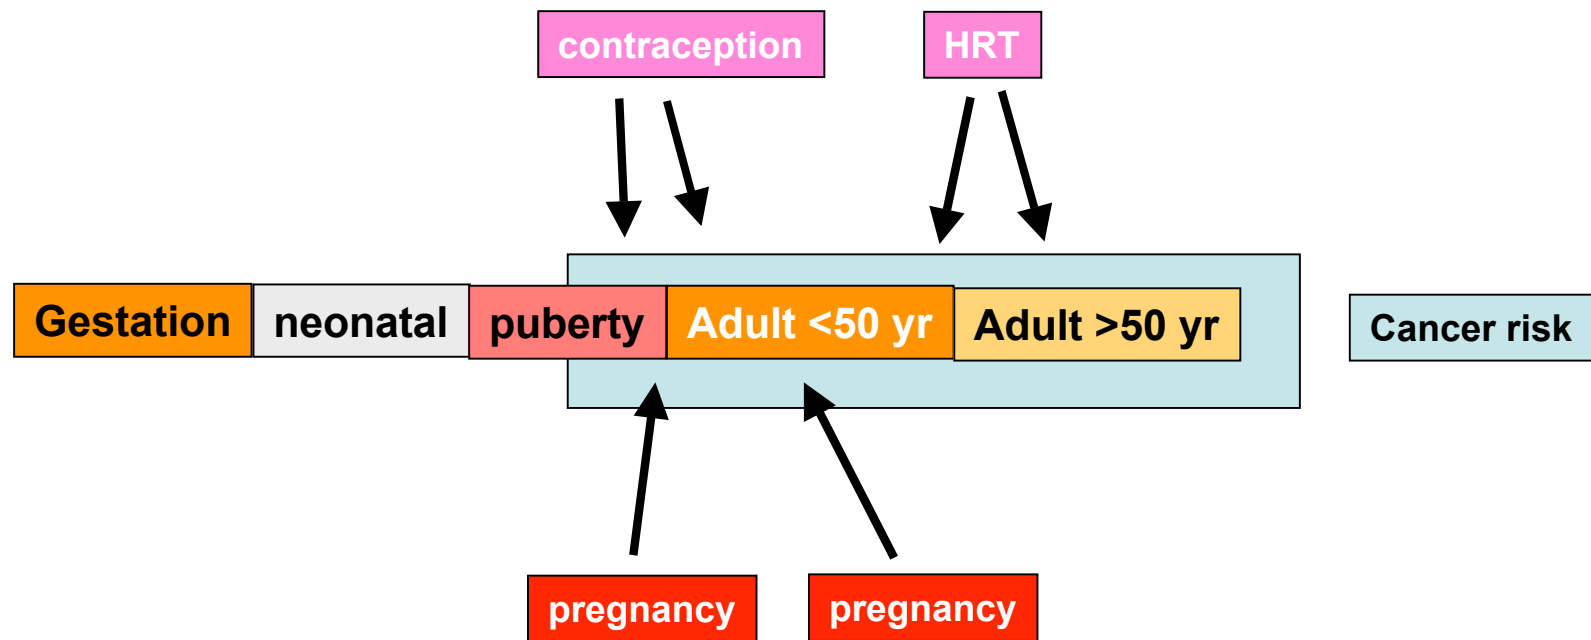 contraception
HRT
Gestation
neonatal
puberty
Adult <50 yr
Adult >50 yr
Cancer risk
pregnancy
pregnancy